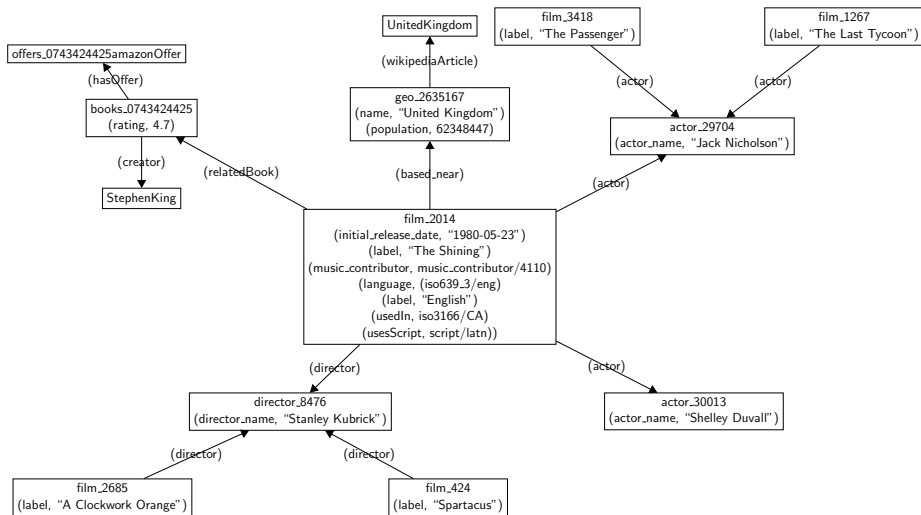 film_3418
(label, “The Passenger”)
film_1267
(label, “The Last Tycoon”)
UnitedKingdom
offers_0743424425amazonOffer
(wikipediaArticle)
(hasOffer)
(actor)
(actor)
books_0743424425
(rating, 4.7)
geo_2635167
(name, “United Kingdom”)
(population, 62348447)
actor_29704
(actor_name, “Jack Nicholson”)
(creator)
(relatedBook)
(based_near)
(actor)
StephenKing
film_2014
(initial_release_date, “1980-05-23”)
(label, “The Shining”)
(music_contributor, music_contributor/4110)
(language, (iso639_3/eng)
(label, “English”)
(usedIn, iso3166/CA)
(usesScript, script/latn))
(director)
(actor)
director_8476
(director_name, “Stanley Kubrick”)
actor_30013
(actor_name, “Shelley Duvall”)
(director)
(director)
film_2685
(label, “A Clockwork Orange”)
film_424
(label, “Spartacus”)